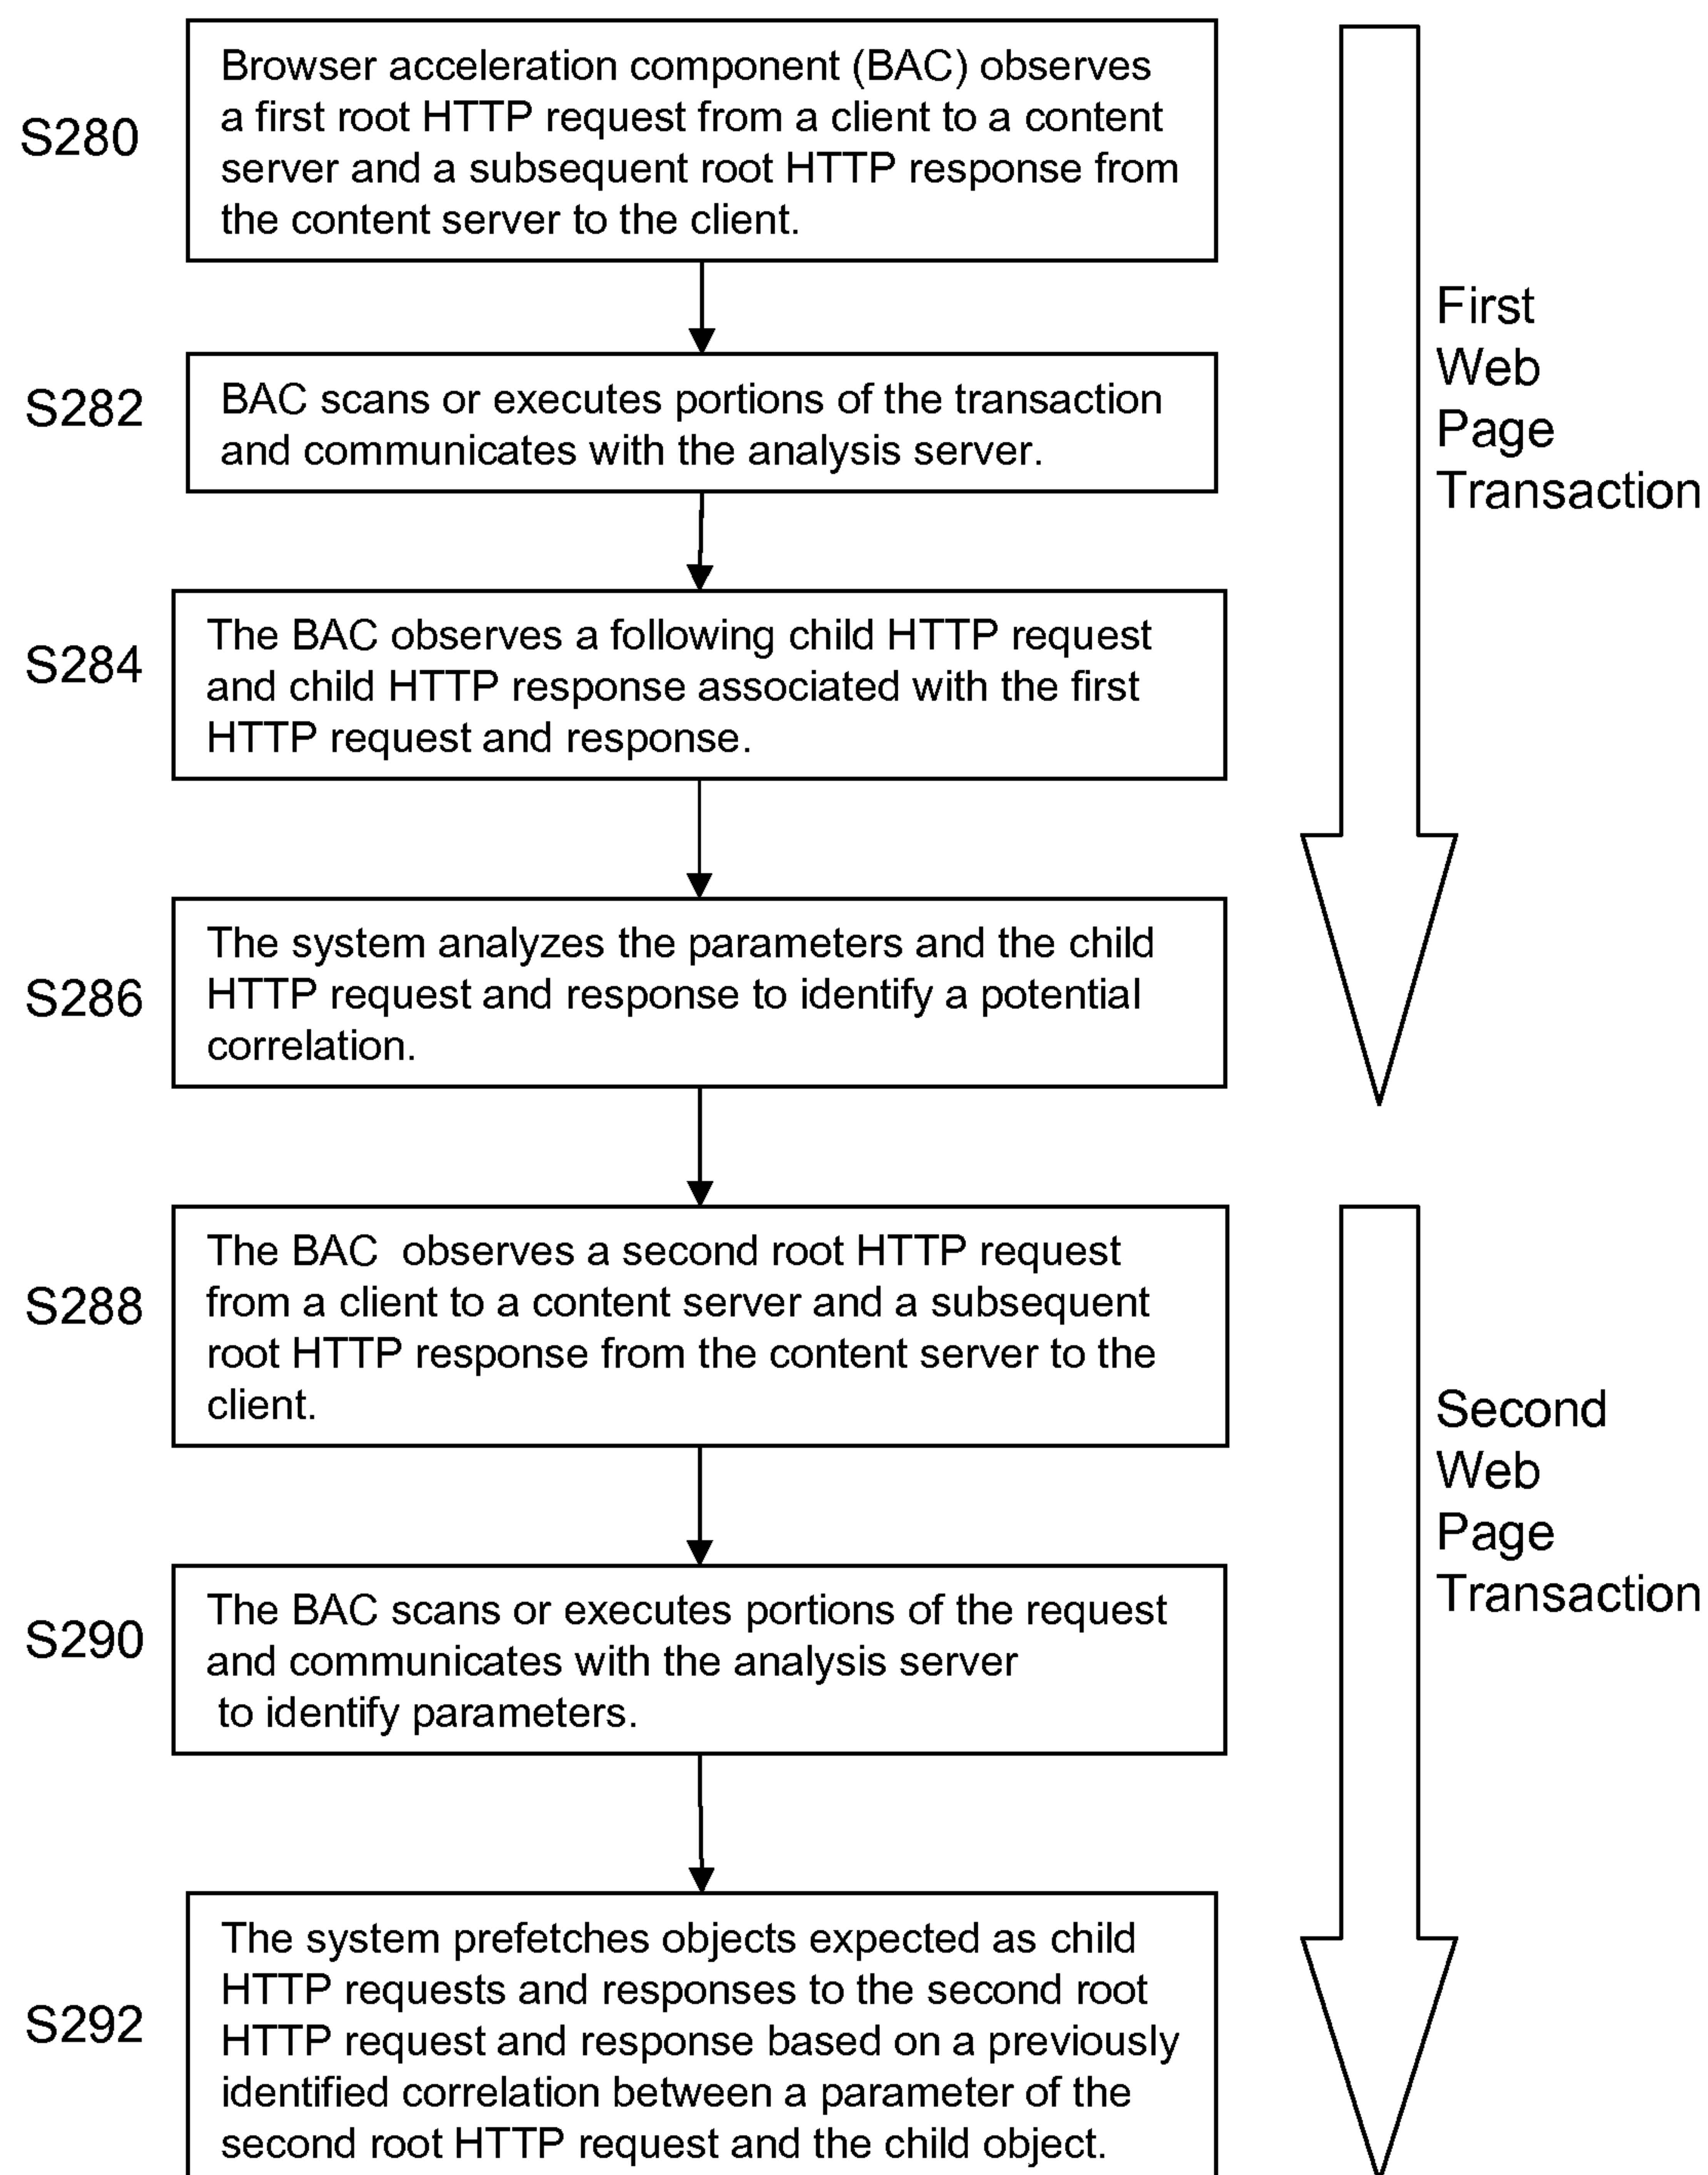 S280
Browser acceleration component (BAC) observes
a first root HTTP request from a client to a content
server and a subsequent root HTTP response from
the content server to the client.
First
Web
Page
Transaction
S282
BAC scans or executes portions of the transaction
and communicates with the analysis server.
S284
The BAC observes a following child HTTP request
and child HTTP response associated with the first
HTTP request and response.
S286
The system analyzes the parameters and the child
HTTP request and response to identify a potential
correlation.
S288
The BAC observes a second root HTTP request
from a client to a content server and a subsequent
root HTTP response from the content server to the
client.
Second
Web
Page
Transaction
S290
The BAC scans or executes portions of the request
and communicates with the analysis server
to identify parameters.
S292
The system prefetches objects expected as child
HTTP requests and responses to the second root
HTTP request and response based on a previously
identified correlation between a parameter of the
second root HTTP request and the child object.